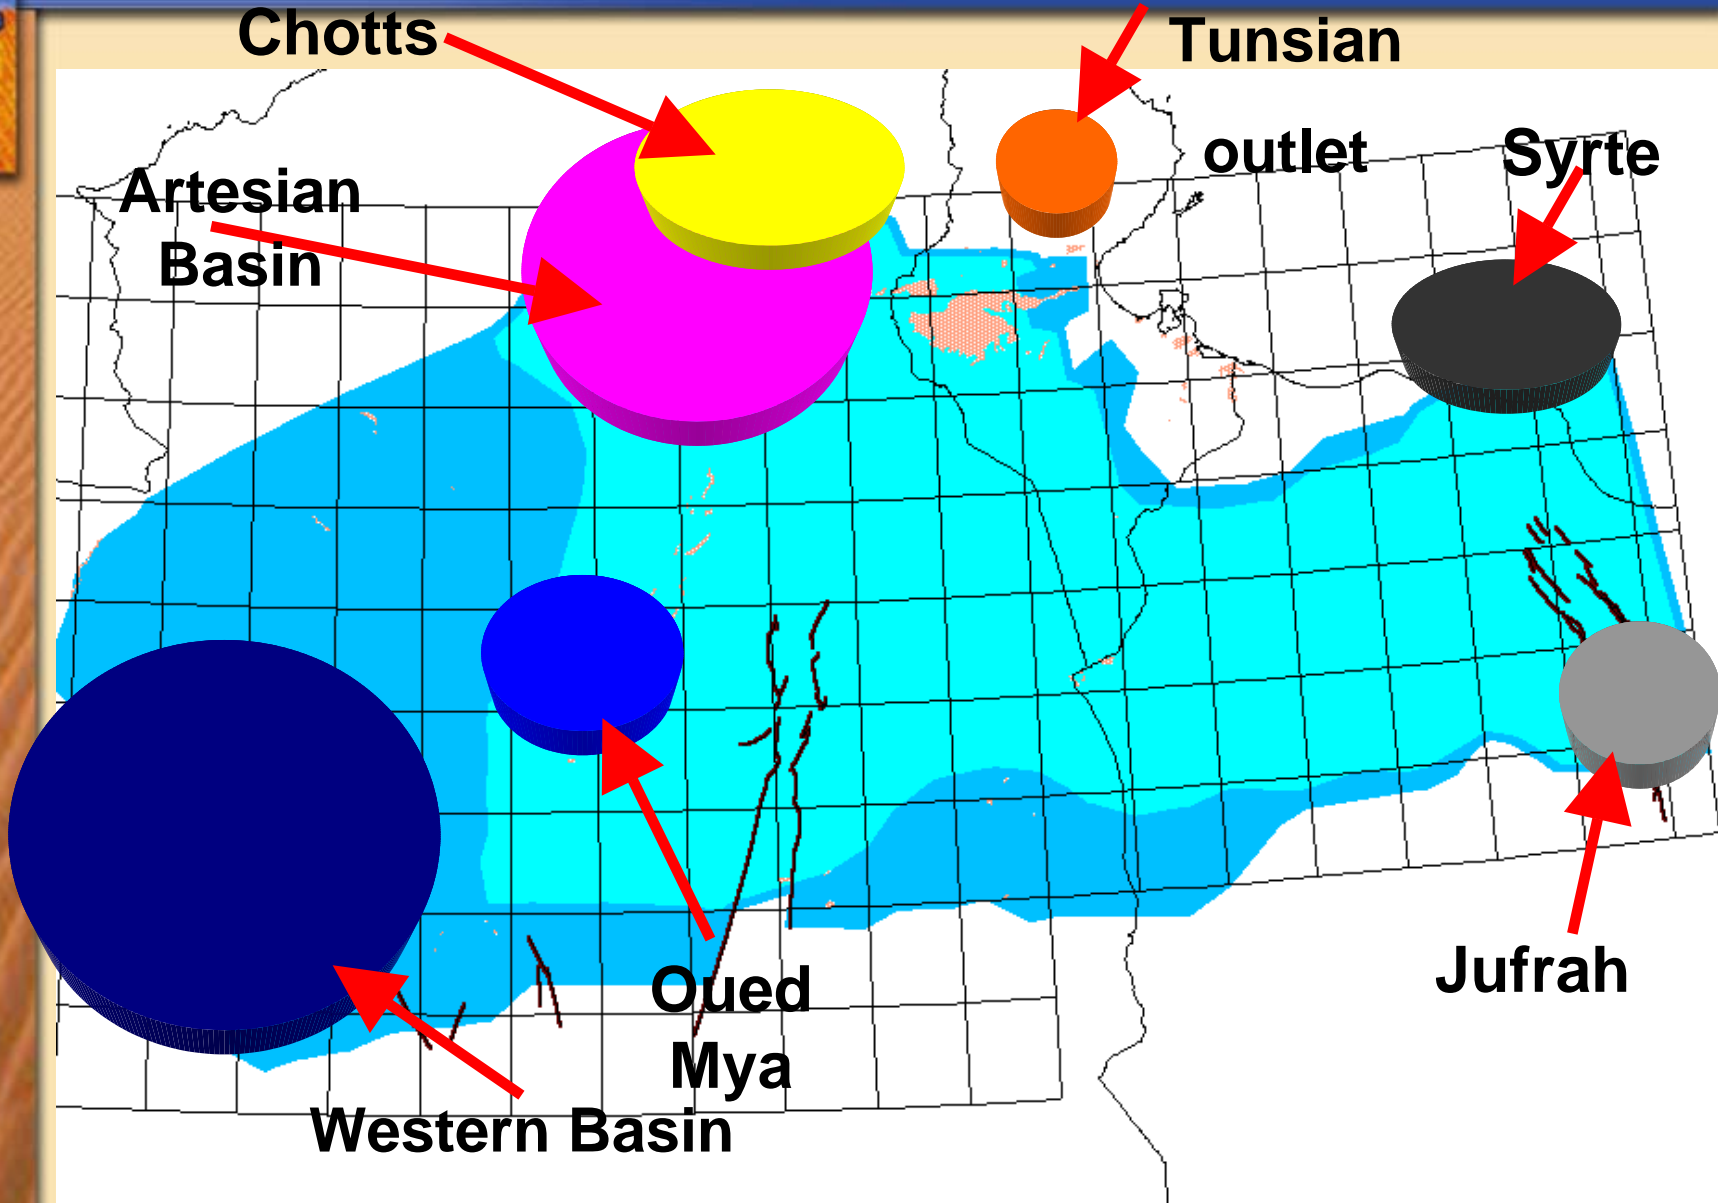 Chotts
Tunsian
outlet
Syrte
Artesian
Basin
Oued
Mya
Jufrah
Western Basin